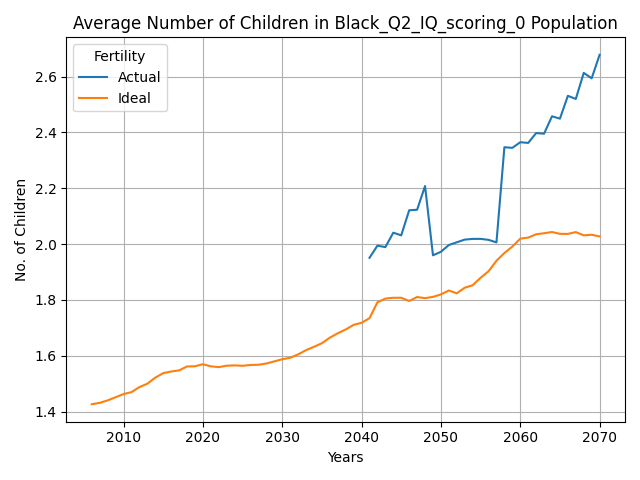 Average Number of Children in Black_Q2_IQ_scoring_0 Population
Fertility
Actual
Ideal
No. of Children
2.6
2.4
2.2
2.0
1.8
1.6
1.4
2010 2020 2030 2040 2050 2060 2070
Years